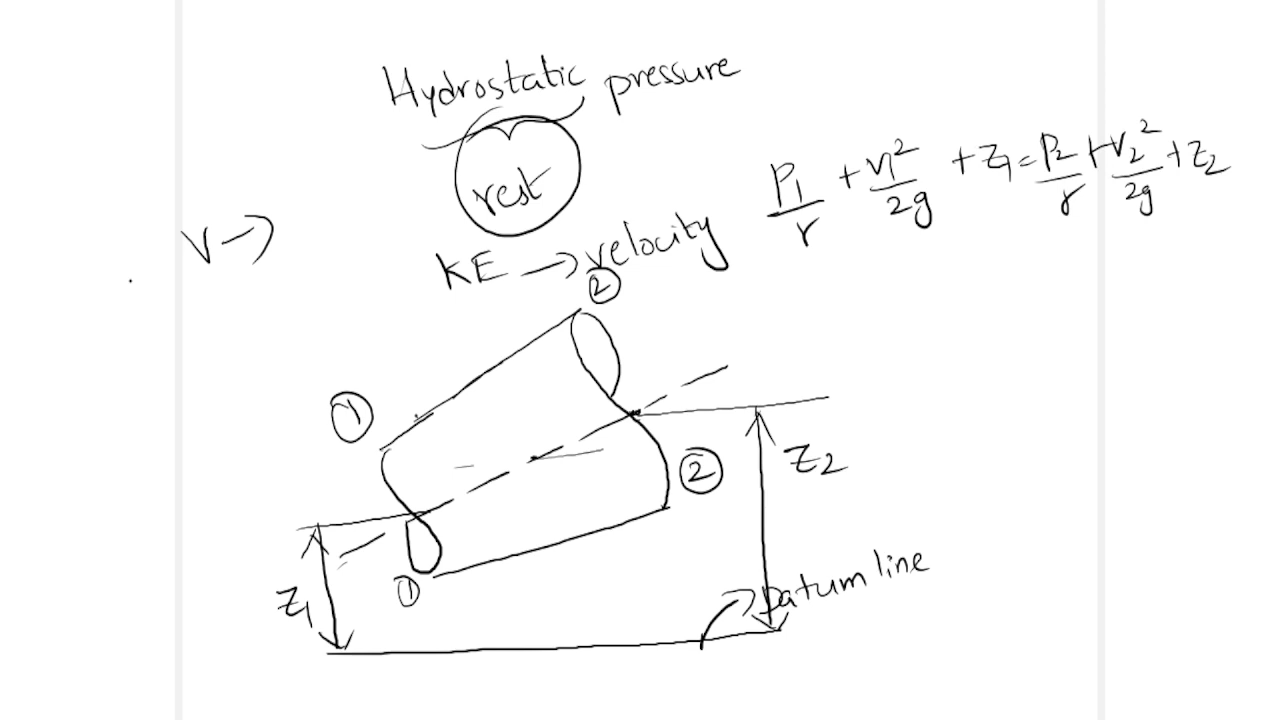 Hydrostatic pressure
rest
V →
KE → velocity
P1/r + V1²/2g + Z1 = P2/γ + V2²/2g + Z2
②
①
②
Z2
Z1
①
Datum line